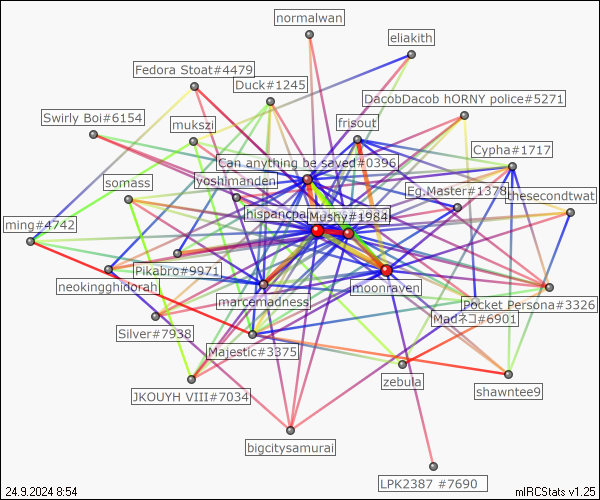 normalwan
eliakith
Fedora Stoat#4479
Duck#1245
DacobDacob hORNY police#5271
Swirly Boi#6154
mukszi
frisout
Cypha#1717
Can anything be saved#0396
yoshimanden
somass
Eg.Master#1378
thesecondtwat
hispancpa
Mushy#1984
ming#4742
Pikabro#9971
neokingghidorah
moonraven
marcemadness
Pocket Persona#3326
Madネコ#6901
Silver#7938
Majestic#3375
zebula
shawntee9
JKOUYH VIII#7034
bigcitysamurai
LPK2387 #7690
24.9.2024 8:54
mIRCStats v1.25